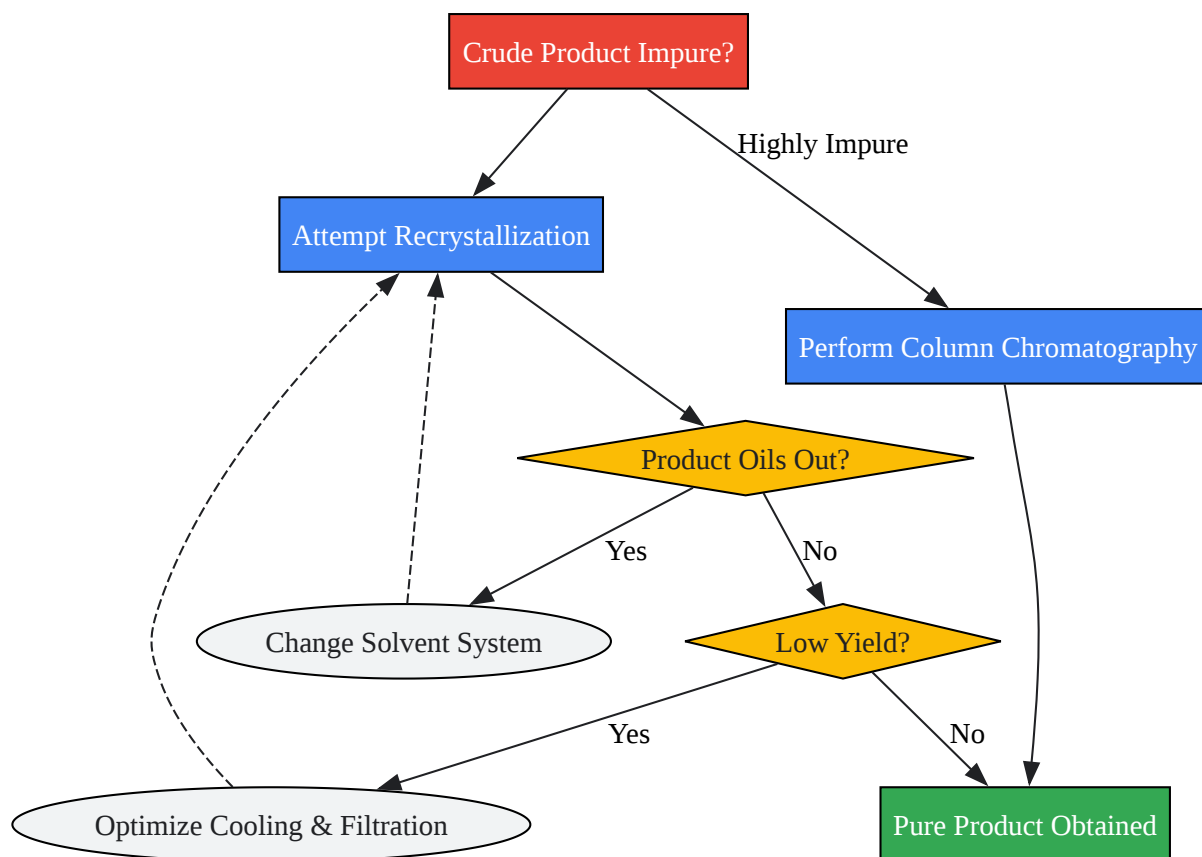 Crude Product Impure?
Highly Impure
Attempt Recrystallization
Perform Column Chromatography
Product Oils Out?
Yes
No
Change Solvent System
Low Yield?
Yes
No
Optimize Cooling & Filtration
Pure Product Obtained